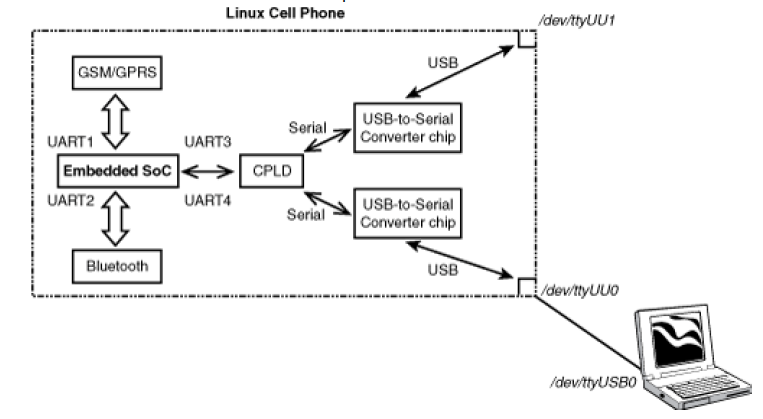 Linux Cell Phone
/dev/ttyUU1
GSM/GPRS
USB
UART1
UART3
Serial
USB-to-Serial
Converter chip
Embedded SoC
CPLD
UART2
UART4
Serial
USB-to-Serial
Converter chip
Bluetooth
USB
/dev/ttyUU0
/dev/ttyUSB0